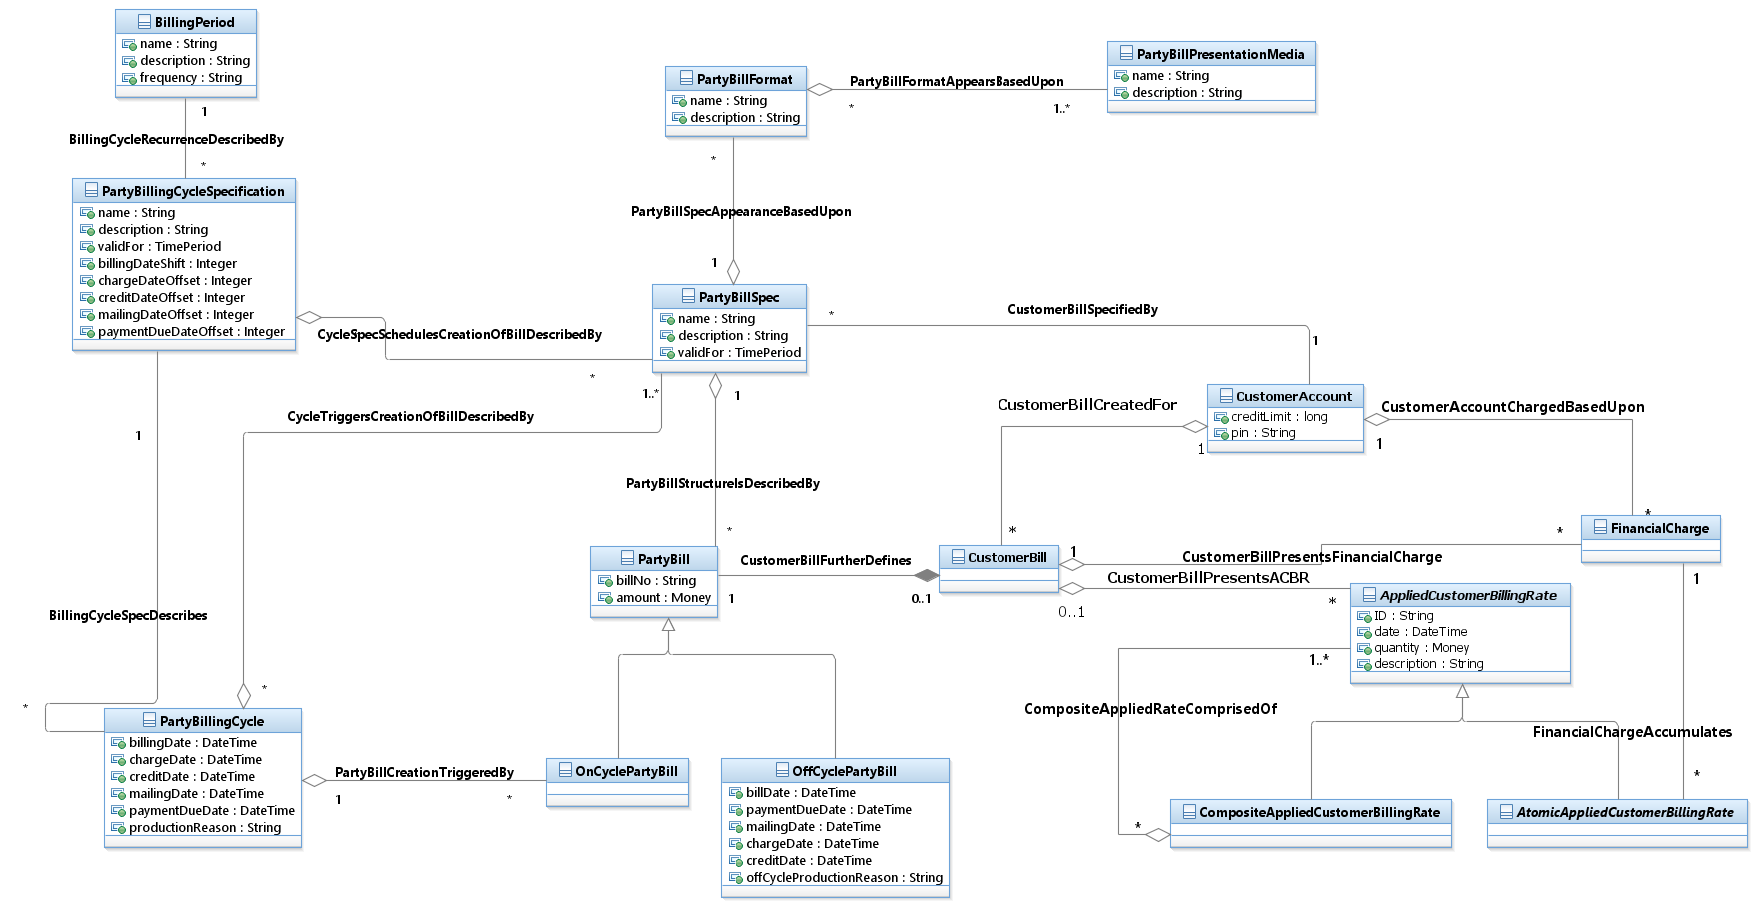 BillingPeriod
name : String
description : String
frequency : String
1
BillingCycleRecurrenceDescribedBy
*
PartyBillingCycleSpecification
name : String
description : String
validFor : TimePeriod
billingDateShift : Integer
chargeDateOffset : Integer
creditDateOffset : Integer
mailingDateOffset : Integer
paymentDueDateOffset : Integer
PartyBillFormat
name : String
description : String
PartyBillFormatAppearsBasedUpon
*
1..*
PartyBillPresentationMedia
name : String
description : String
*
PartyBillSpecAppearanceBasedUpon
1
PartyBillSpec
name : String
description : String
validFor : TimePeriod
CycleSpecSchedulesCreationOfBillDescribedBy
*
*
CustomerBillSpecifiedBy
1
1..*
CycleTriggersCreationOfBillDescribedBy
1
1
CustomerAccount
creditLimit : long
pin : String
CustomerBillCreatedFor
1
CustomerAccountChargedBasedUpon
1
PartyBillStructureIsDescribedBy
*
*
*
*
FinancialCharge
PartyBill
billNo : String
amount : Money
CustomerBillFurtherDefines
1
0..1
CustomerBill
1
CustomerBillPresentsFinancialCharge
CustomerBillPresentsACBR
0..1
*
1
AppliedCustomerBillingRate
ID : String
date : DateTime
quantity : Money
description : String
1..*
BillingCycleSpecDescribes
*
*
CompositeAppliedRateComprisedOf
FinancialChargeAccumulates
*
PartyBillingCycle
billingDate : DateTime
chargeDate : DateTime
creditDate : DateTime
mailingDate : DateTime
paymentDueDate : DateTime
productionReason : String
PartyBillCreationTriggeredBy
1
*
OnCyclePartyBill
OffCyclePartyBill
billDate : DateTime
paymentDueDate : DateTime
mailingDate : DateTime
chargeDate : DateTime
creditDate : DateTime
offCycleProductionReason : String
*
CompositeAppliedCustomerBillingRate
AtomicAppliedCustomerBillingRate